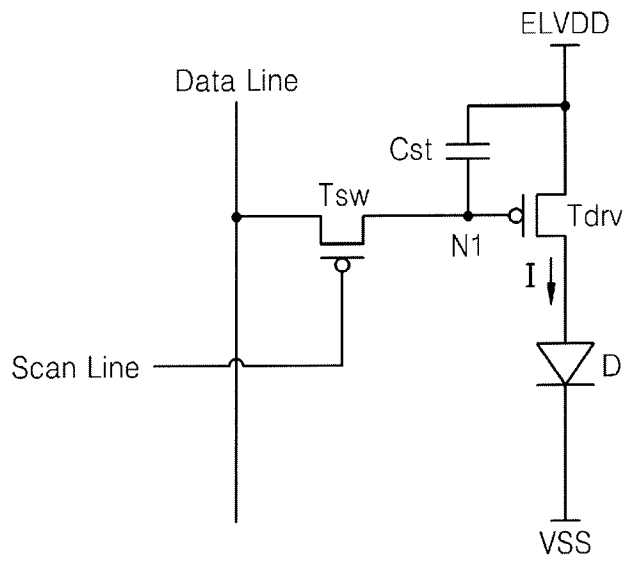 ELVDD
Data Line
Cst
Tsw
Tdrv
N1
I
Scan Line
D
VSS